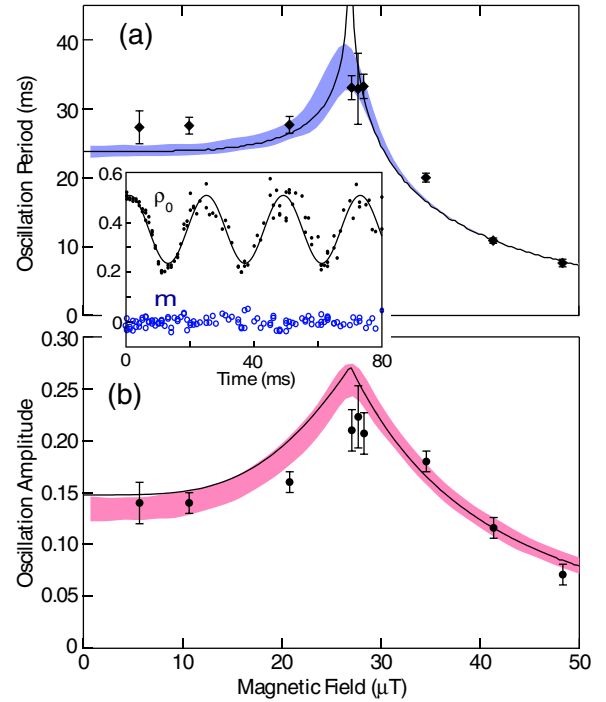 (a)
Oscillation Period (ms)
40
30
20
10
0
0.6
0.4
0.2
0
ρ0
m
0 40 80
Time (ms)
(b)
Oscillation Amplitude
0.30
0.25
0.20
0.15
0.10
0.05
0
0 10 20 30 40 50
Magnetic Field (μT)